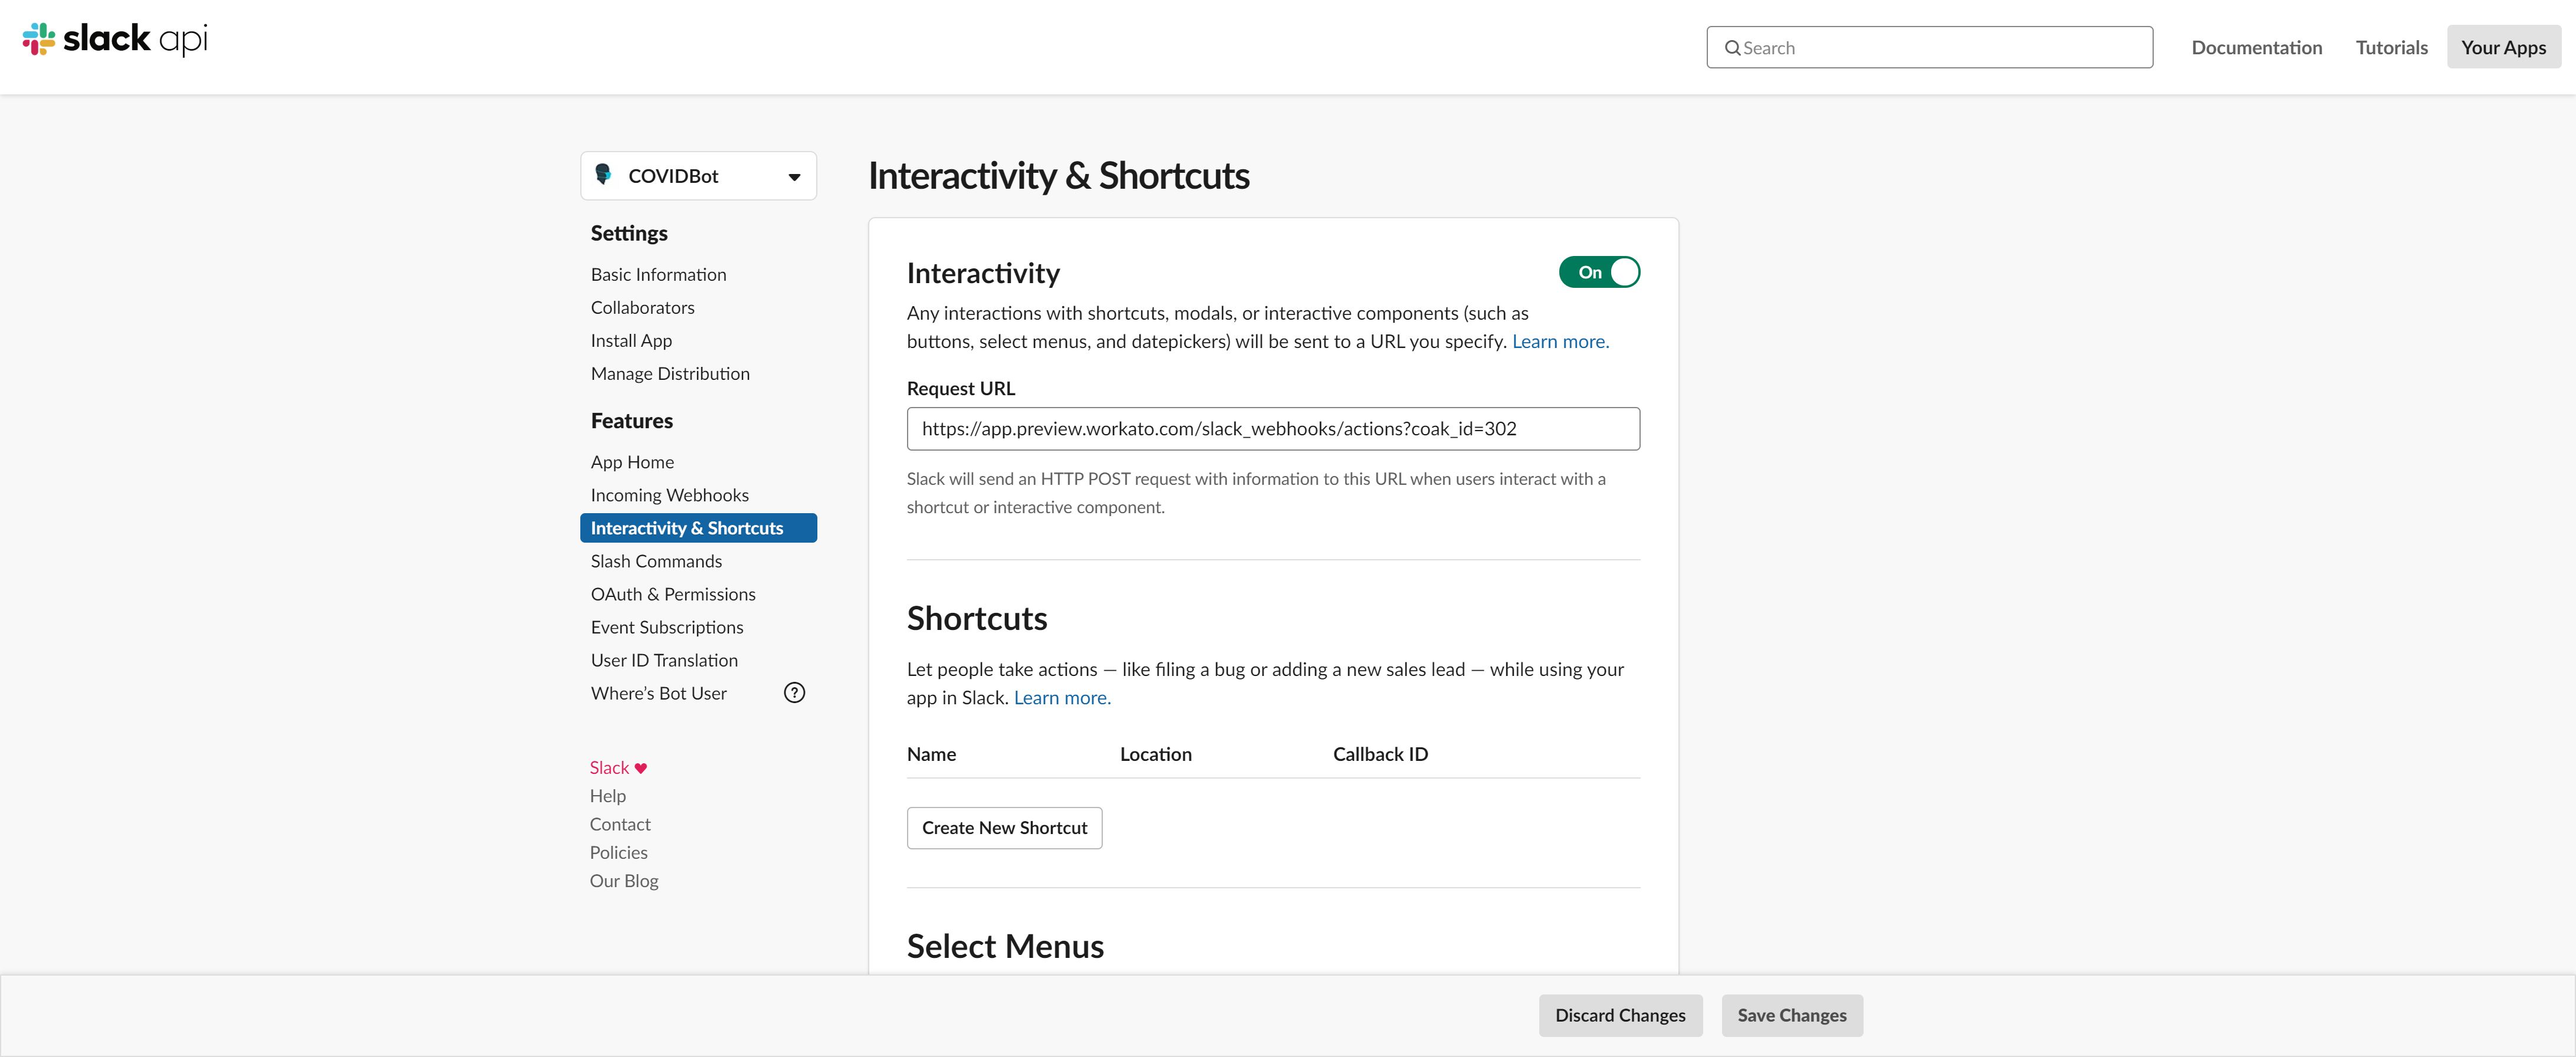 slack api
Search
Documentation
Tutorials
Your Apps
COVIDBot
Settings
Basic Information
Collaborators
Install App
Manage Distribution
Features
App Home
Incoming Webhooks
Interactivity & Shortcuts
Slash Commands
OAuth & Permissions
Event Subscriptions
User ID Translation
Where’s Bot User
?
Slack ♥
Help
Contact
Policies
Our Blog
Interactivity & Shortcuts
Interactivity
On
Any interactions with shortcuts, modals, or interactive components (such as
buttons, select menus, and datepickers) will be sent to a URL you specify. Learn more.
Request URL
https://app.preview.workato.com/slack_webhooks/actions?coak_id=302
Slack will send an HTTP POST request with information to this URL when users interact with a
shortcut or interactive component.
Shortcuts
Let people take actions — like filing a bug or adding a new sales lead — while using your
app in Slack. Learn more.
Name Location Callback ID
Create New Shortcut
Select Menus
Discard Changes
Save Changes